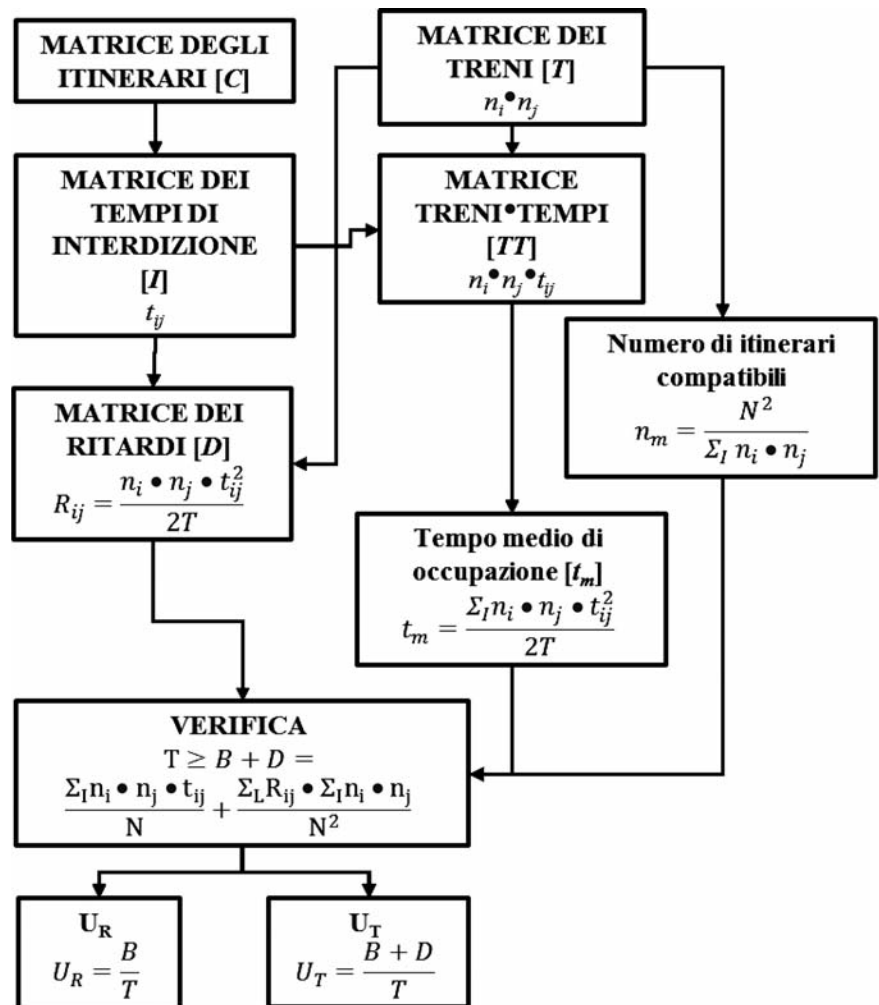 MATRICE DEGLI
ITINERARI [C]
MATRICE DEI
TRENI [T]
n_i•n_j
MATRICE DEI
TEMPI DI
INTERDIZIONE
[I]
t_ij
MATRICE
TRENI•TEMPI
[TT]
n_i•n_j•t_ij
Numero di itinerari
compatibili
n_m = N^2 / Σ_I n_i • n_j
MATRICE DEI
RITARDI [D]
R_ij = n_i • n_j • t_ij^2 / 2T
Tempo medio di
occupazione [t_m]
t_m = Σ_I n_i • n_j • t_ij^2 / 2T
VERIFICA
T ≥ B + D =
Σ_I n_i • n_j • t_ij / N + Σ_L R_ij • Σ_I n_i • n_j / N^2
U_R
U_R = B / T
U_T
U_T = B + D / T